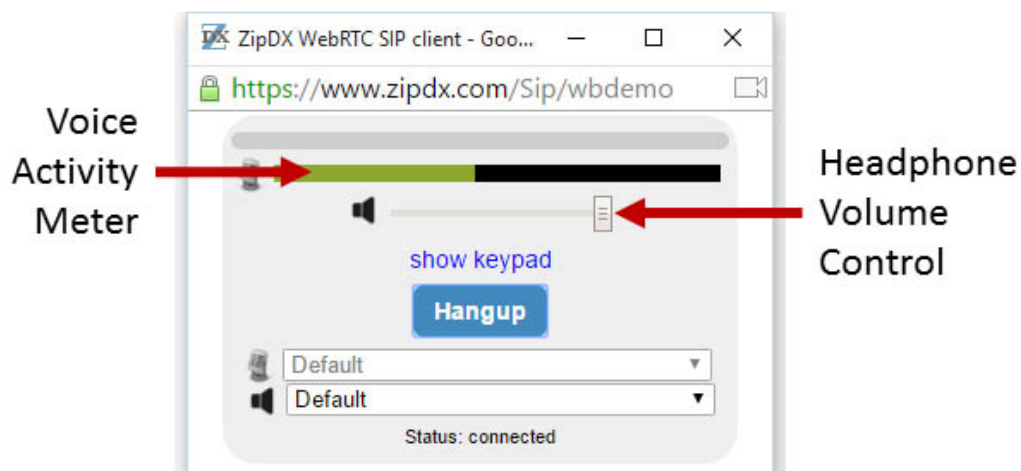 ZipDX WebRTC SIP client - Goo...
https://www.zipdx.com/Sip/wbdemo
Voice
Activity
Meter
Headphone
Volume
Control
show keypad
Hangup
Default
Default
Status: connected